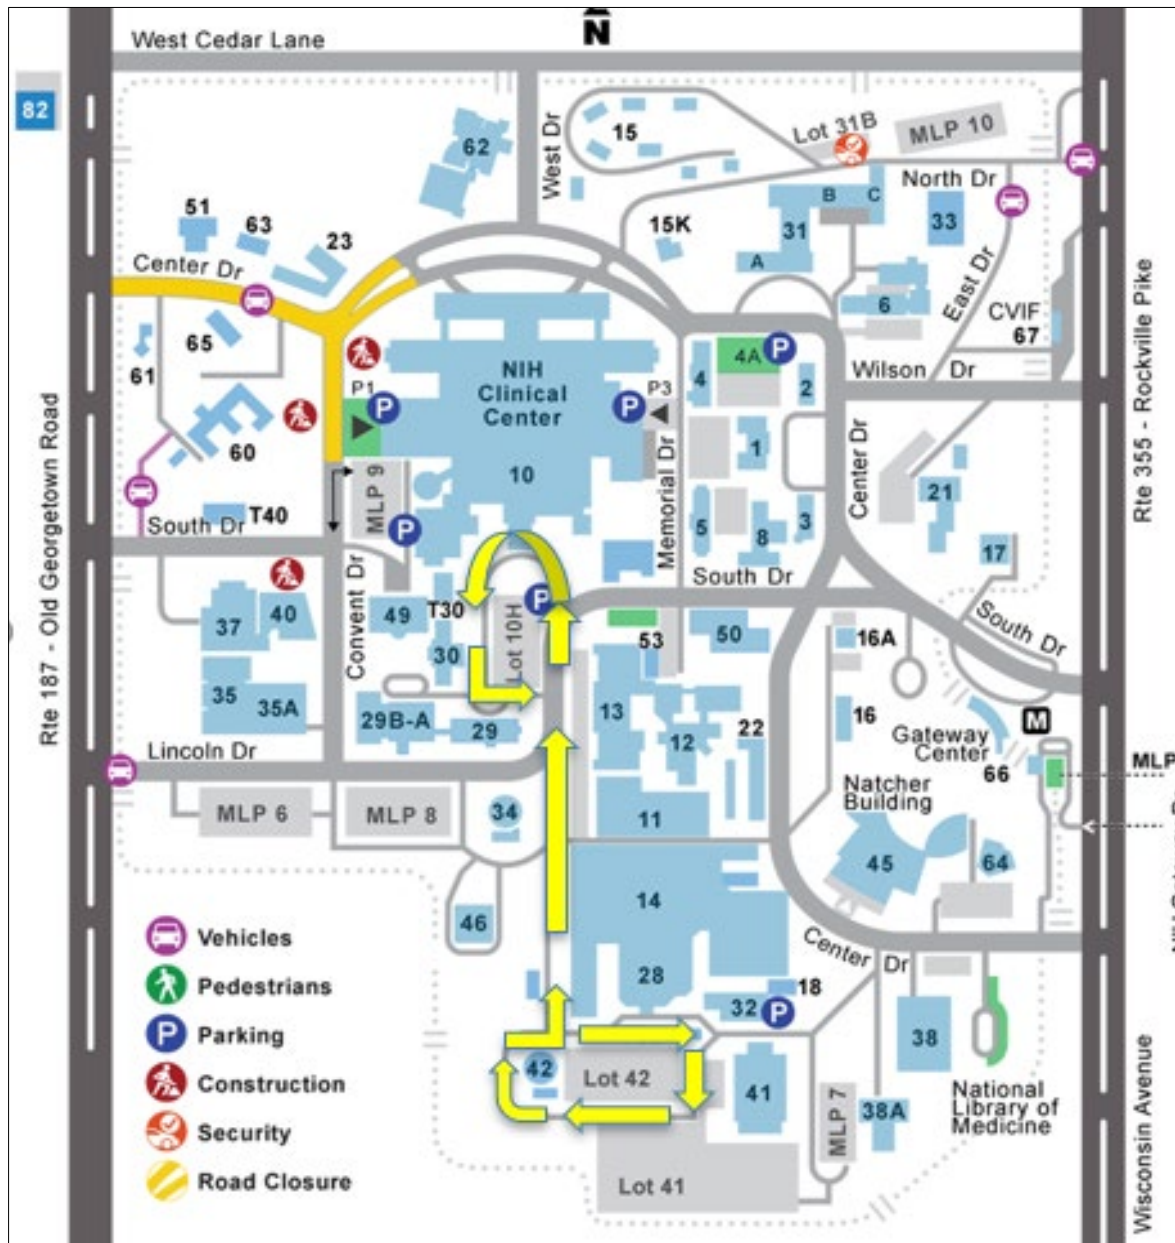 N
West Cedar Lane
82
Lot 31B
MLP 10
15
West Dr
62
North Dr
B
C
51
63
23
15K
31
33
A
Center Dr
6
East Dr
CVIF
67
65
61
P1
P
NIH
Clinical
Center
P
P3
4
4A
P
2
Wilson Dr
Rte 187 - Old Georgetown Road
Rte 355 - Rockville Pike
60
10
1
Memorial Dr
Center Dr
MLP 9
21
T40
South Dr
P
5
8
3
17
South Dr
40
37
Convent Dr
49
T30
P
Lot 10H
53
50
16A
South Dr
30
35
35A
29B-A
29
13
12
22
16
Gateway
Center
66
M
MLP
Lincoln Dr
Natcher
Building
MLP 6
MLP 8
34
11
45
64
46
14
Vehicles
Center Dr
28
Pedestrians
18
32
P
P
Parking
38
42
Lot 42
41
Construction
MLP 7
38A
National
Library of
Medicine
Security
Road Closure
Lot 41
Wisconsin Avenue